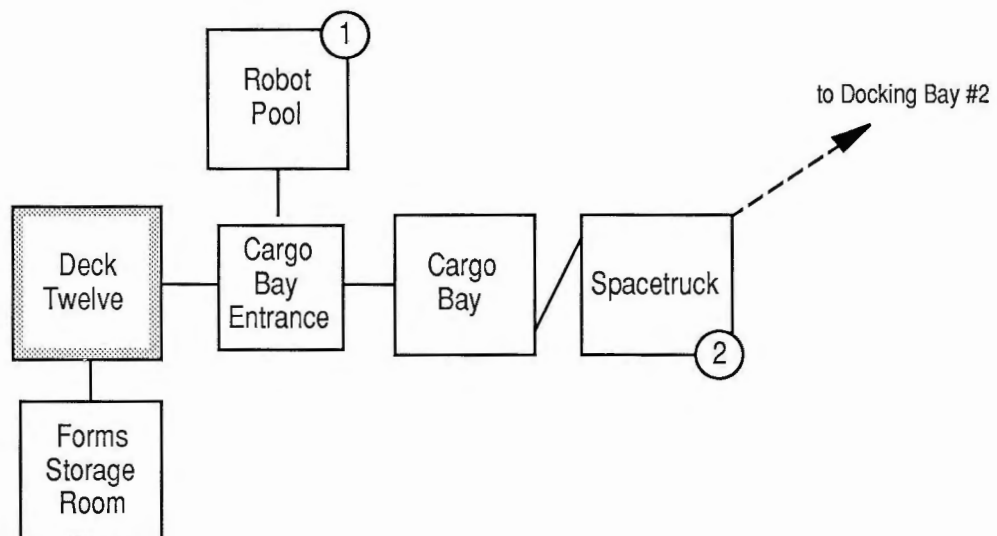 1
Robot
Pool
to Docking Bay #2
Deck
Twelve
Cargo
Bay
Entrance
Cargo
Bay
Spacetruck
2
Forms
Storage
Room